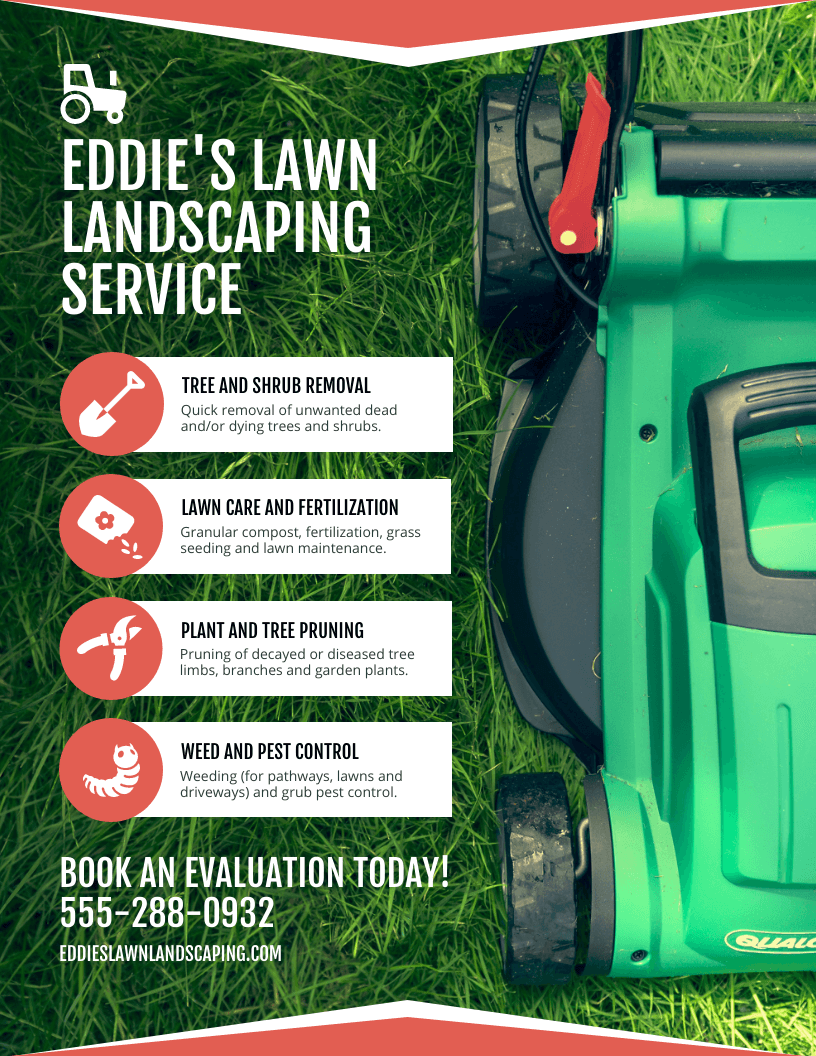 EDDIE'S LAWN
LANDSCAPING
SERVICE
TREE AND SHRUB REMOVAL
Quick removal of unwanted dead
and/or dying trees and shrubs.
LAWN CARE AND FERTILIZATION
Granular compost, fertilization, grass
seeding and lawn maintenance.
PLANT AND TREE PRUNING
Pruning of decayed or diseased tree
limbs, branches and garden plants.
WEED AND PEST CONTROL
Weeding (for pathways, lawns and
driveways) and grub pest control.
BOOK AN EVALUATION TODAY!
555-288-0932
EDDIESLAWNLANDSCAPING.COM